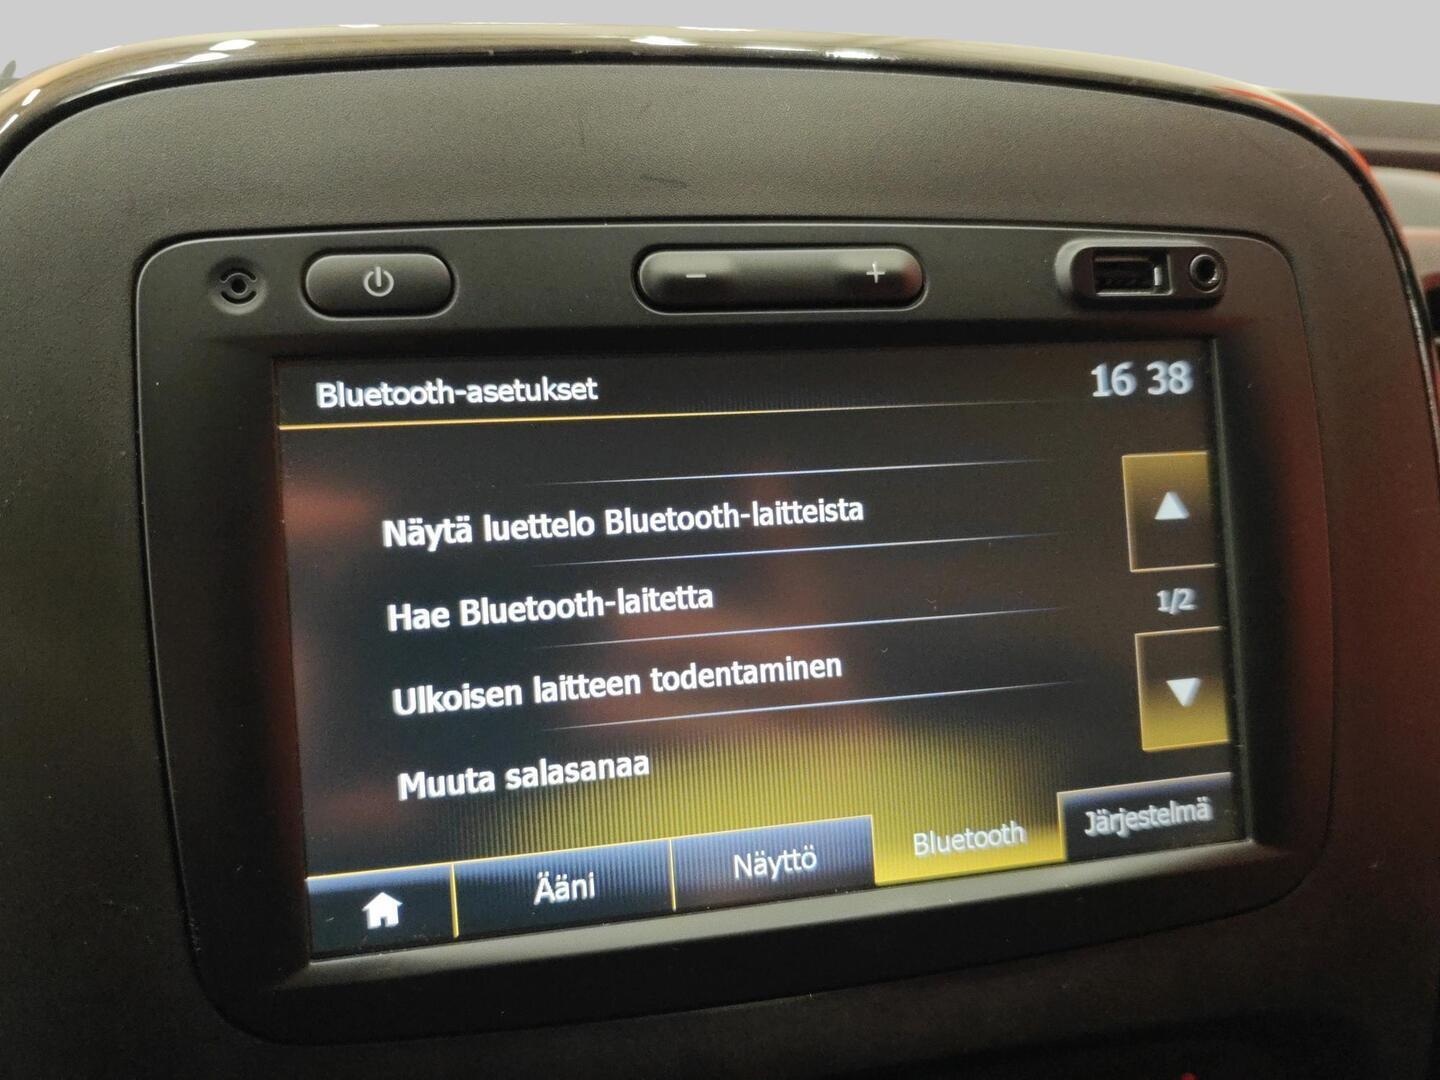 Bluetooth-asetukset
16 38
Näytä luettelo Bluetooth-laitteista
Hae Bluetooth-laitetta
1/2
Ulkoisen laitteen todentaminen
Muuta salasanaa
Ääni
Näyttö
Bluetooth
Järjestelmä